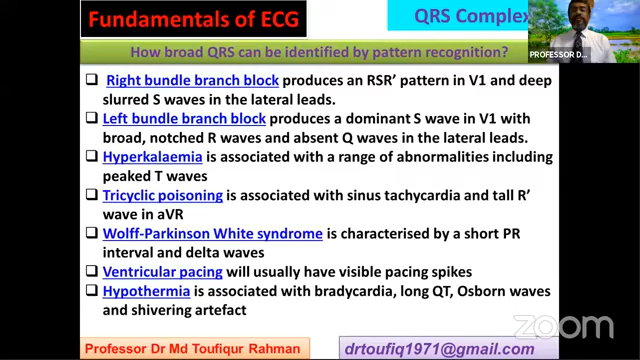 Fundamentals of ECG
QRS Complex
PROFESSOR D...
How broad QRS can be identified by pattern recognition?
Right bundle branch block produces an RSR’ pattern in V1 and deep
slurred S waves in the lateral leads.
Left bundle branch block produces a dominant S wave in V1 with
broad, notched R waves and absent Q waves in the lateral leads.
Hyperkalaemia is associated with a range of abnormalities including
peaked T waves
Tricyclic poisoning is associated with sinus tachycardia and tall R’
wave in aVR
Wolff-Parkinson White syndrome is characterised by a short PR
interval and delta waves
Ventricular pacing will usually have visible pacing spikes
Hypothermia is associated with bradycardia, long QT, Osborn waves
and shivering artefact
Professor Dr Md Toufiqur Rahman
drtoufiq1971@gmail.com
zoom